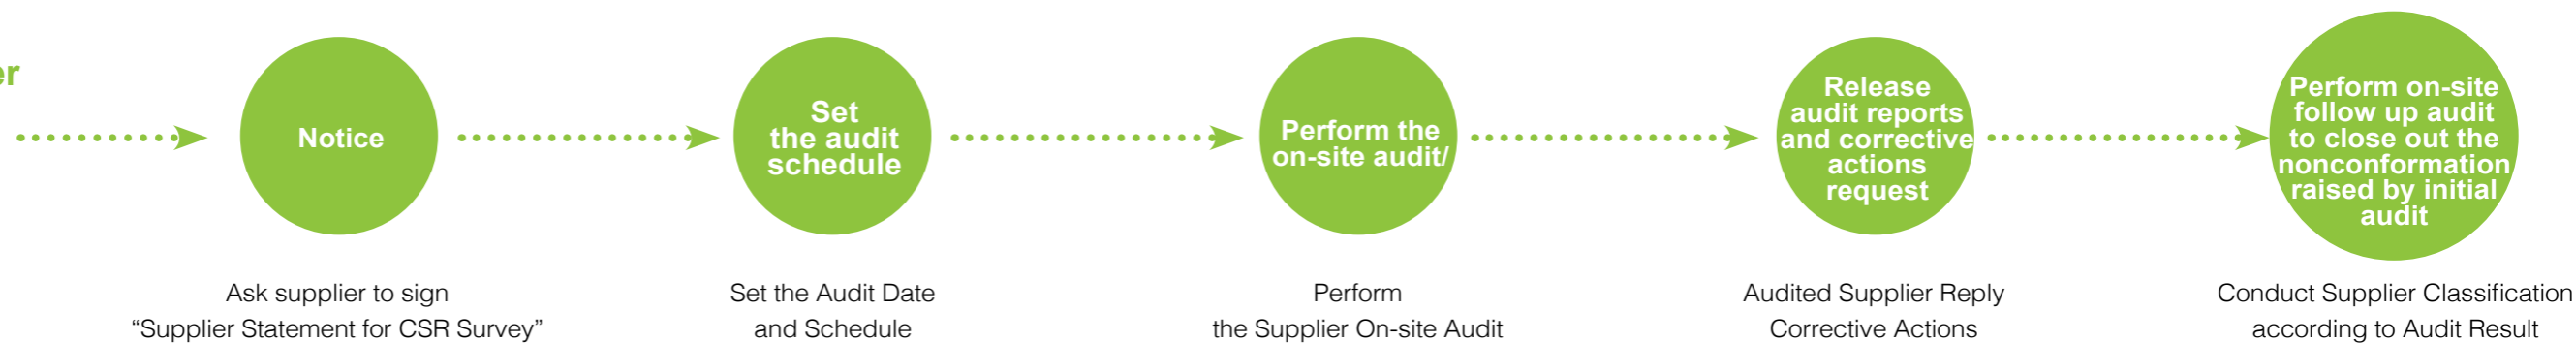 er
Notice
Set
the audit
schedule
Perform the
on-site audit/
Release
audit reports
and corrective
actions
request
Perform on-site
follow up audit
to close out the
nonconformation
raised by initial
audit
Ask supplier to sign
“Supplier Statement for CSR Survey”
Set the Audit Date
and Schedule
Perform
the Supplier On-site Audit
Audited Supplier Reply
Corrective Actions
Conduct Supplier Classification
according to Audit Result